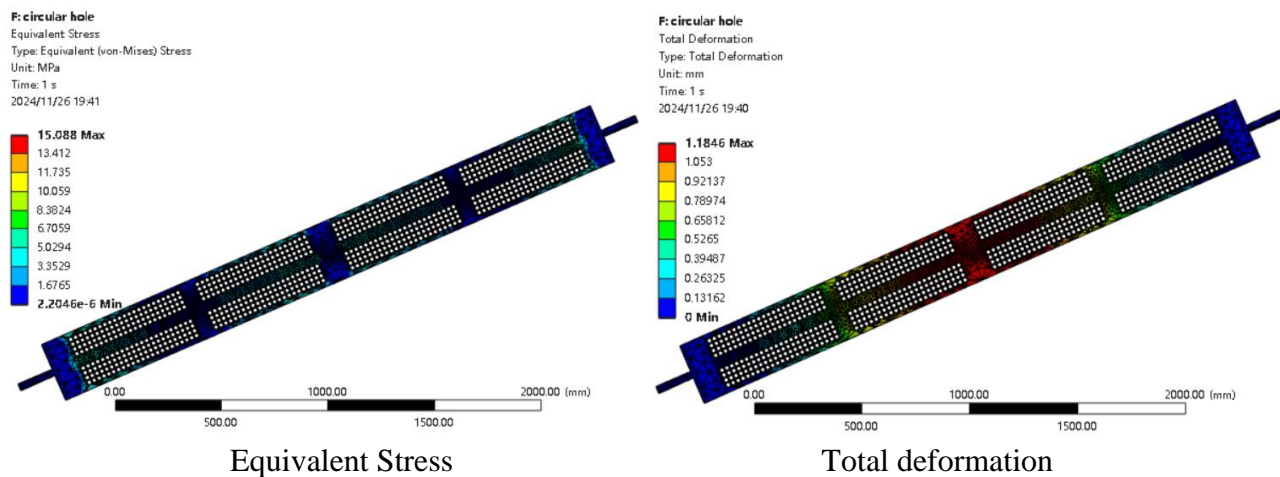 F: circular hole
Equivalent Stress
Type: Equivalent (von-Mises) Stress
Unit: MPa
Time: 1 s
2024/11/26 19:41
15.088 Max
13.412
11.735
10.059
8.3824
6.7059
5.0294
3.3529
1.6765
2.2046e-6 Min
0.00
1000.00
2000.00 (mm)
500.00
1500.00
Equivalent Stress
F: circular hole
Total Deformation
Type: Total Deformation
Unit: mm
Time: 1 s
2024/11/26 19:40
1.1846 Max
1.053
0.92137
0.78974
0.65812
0.5265
0.39487
0.26325
0.13162
0 Min
0.00
1000.00
2000.00 (mm)
500.00
1500.00
Total deformation